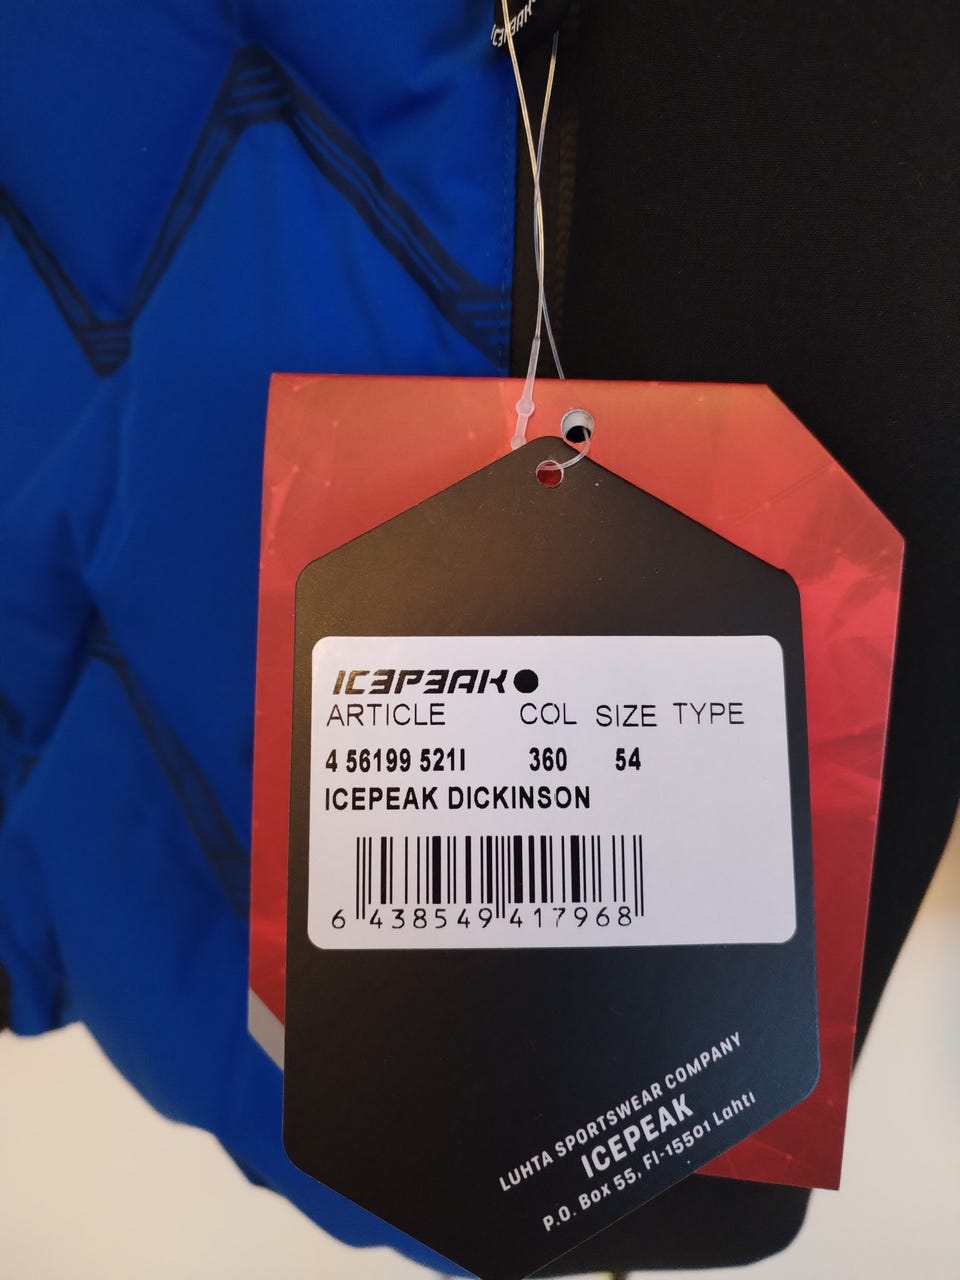 ICEPEAK
ICEPEAK
ARTICLE COL SIZE TYPE
4 56199 521I 360 54
ICEPEAK DICKINSON
6 438549 417968
LUHTA SPORTSWEAR COMPANY
ICEPEAK
P.O. Box 55, FI-15501 Lahti